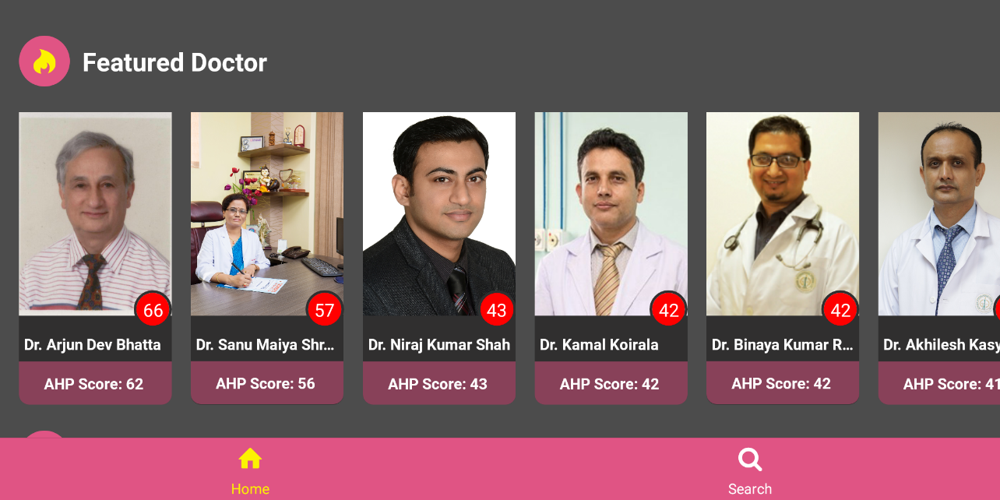 Featured Doctor
66
57
43
42
42
Dr. Arjun Dev Bhatta
Dr. Sanu Maiya Shr...
Dr. Niraj Kumar Shah
Dr. Kamal Koirala
Dr. Binaya Kumar R...
Dr. Akhilesh Kasy
AHP Score: 62
AHP Score: 56
AHP Score: 43
AHP Score: 42
AHP Score: 42
AHP Score: 41
Home
Search